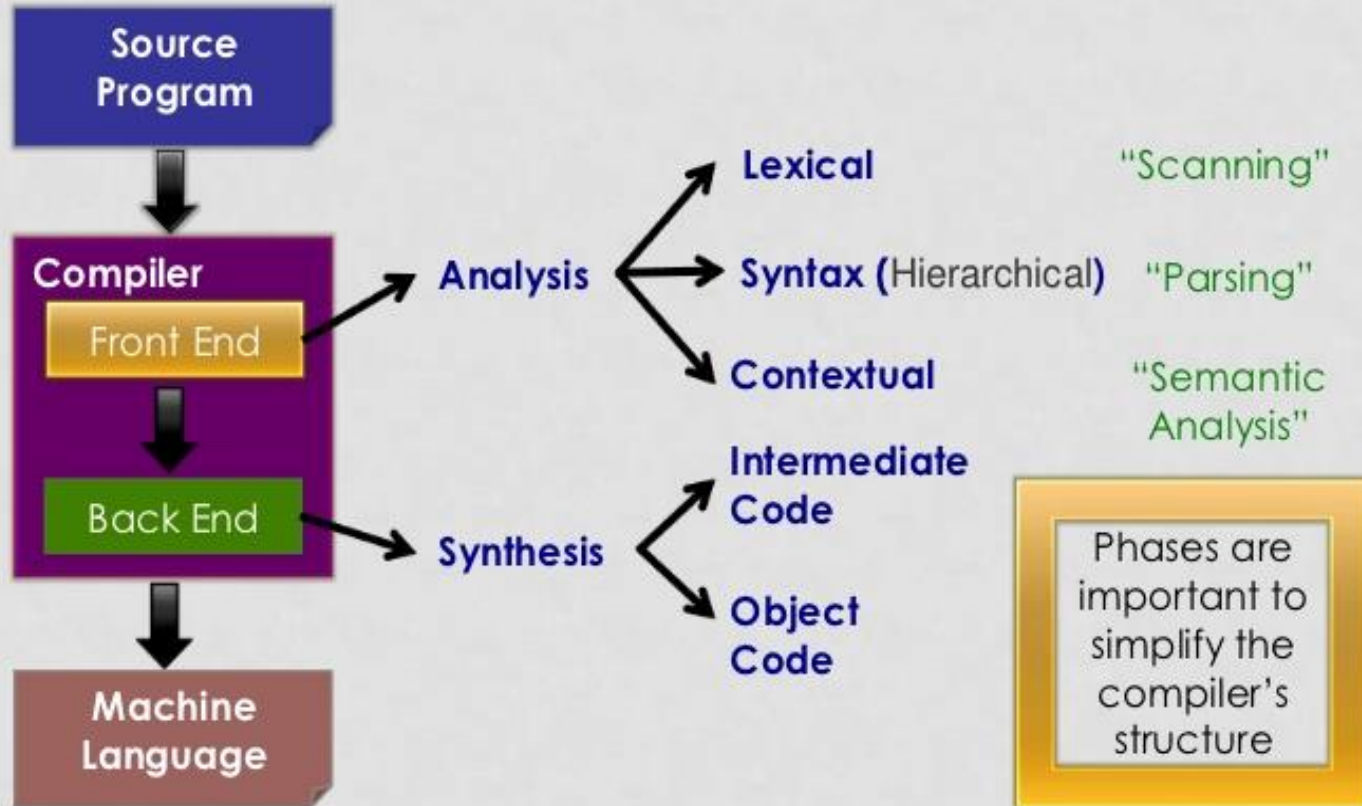 Source
Program
Compiler
Front End
Back End
Machine
Language
Analysis
Synthesis
Lexical
“Scanning”
Syntax (Hierarchical)
“Parsing”
Contextual
“Semantic
Analysis”
Intermediate
Code
Object
Code
Phases are
important to
simplify the
compiler’s
structure